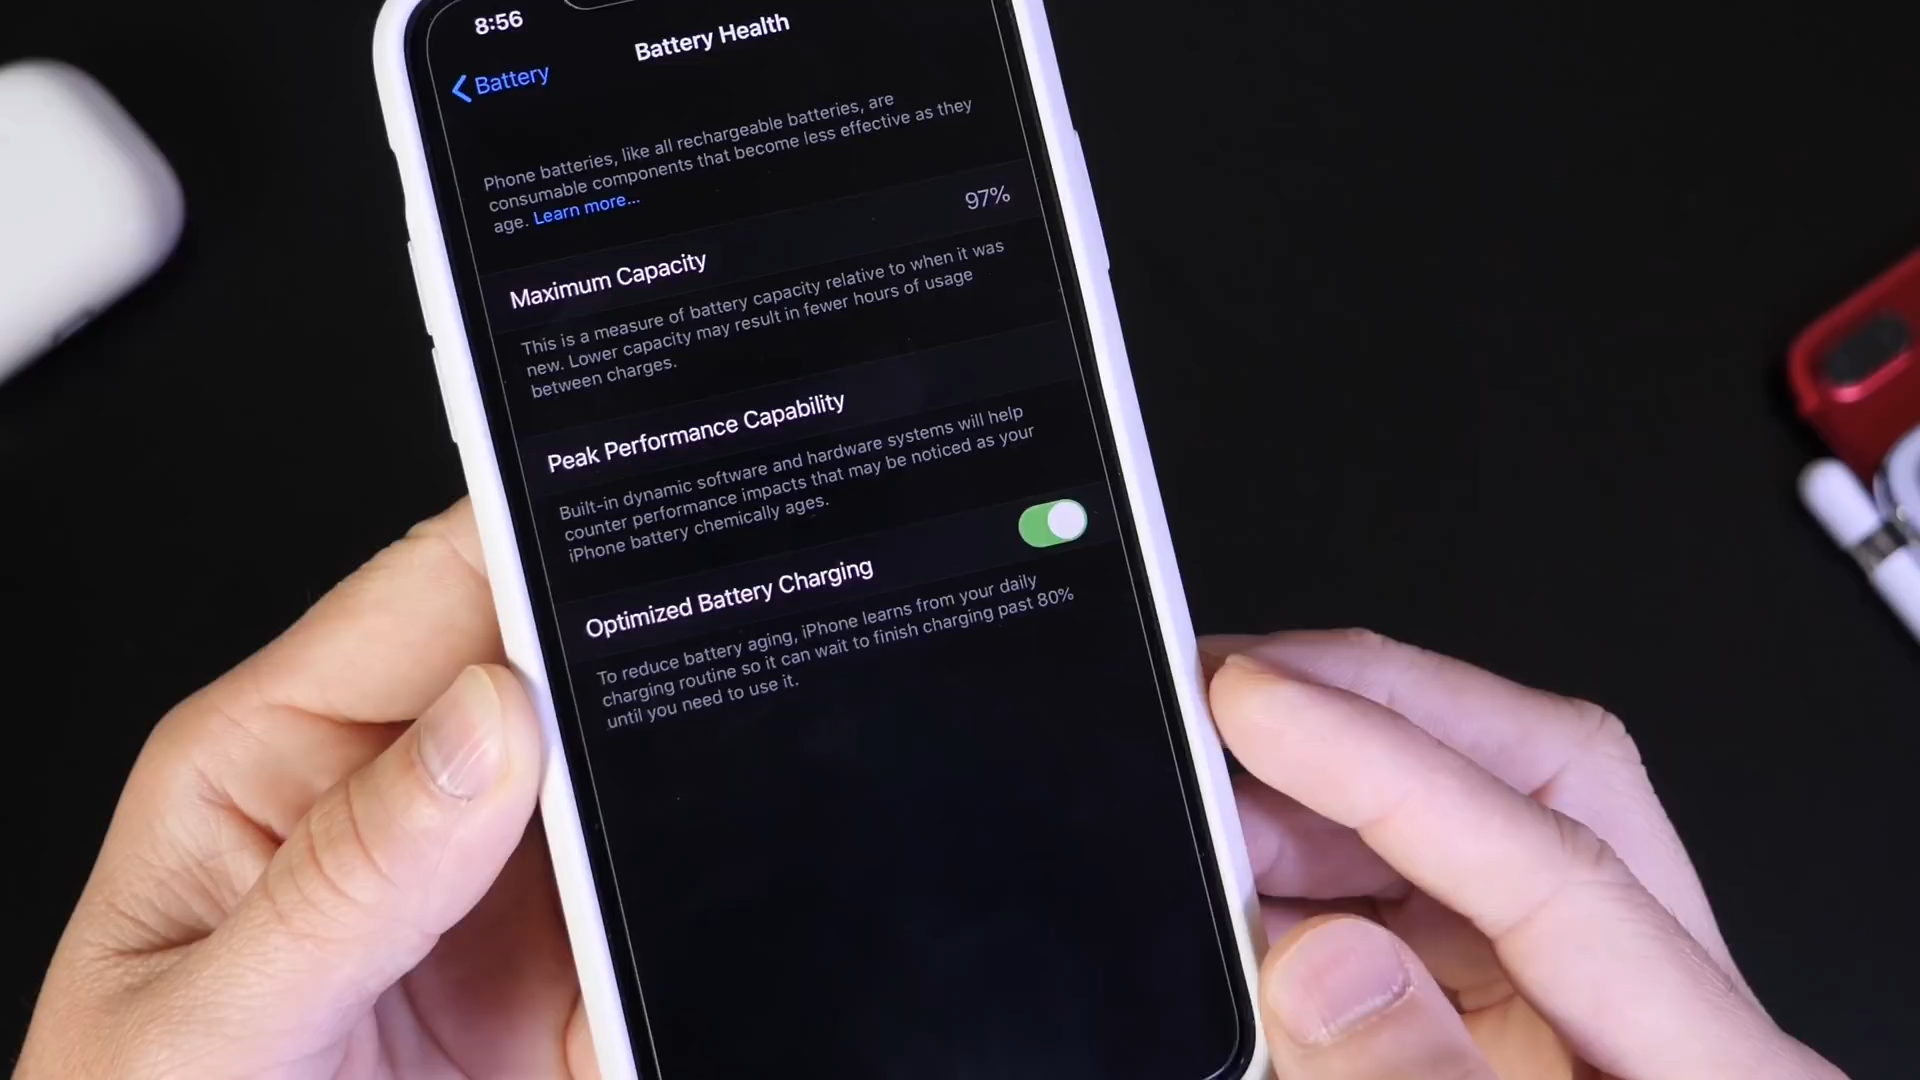 8:56
Battery
Battery Health
Phone batteries, like all rechargeable batteries, are
consumable components that become less effective as they
age. Learn more...
Maximum Capacity
97%
This is a measure of battery capacity relative to when it was
new. Lower capacity may result in fewer hours of usage
between charges.
Peak Performance Capability
Built-in dynamic software and hardware systems will help
counter performance impacts that may be noticed as your
iPhone battery chemically ages.
Optimized Battery Charging
To reduce battery aging, iPhone learns from your daily
charging routine so it can wait to finish charging past 80%
until you need to use it.